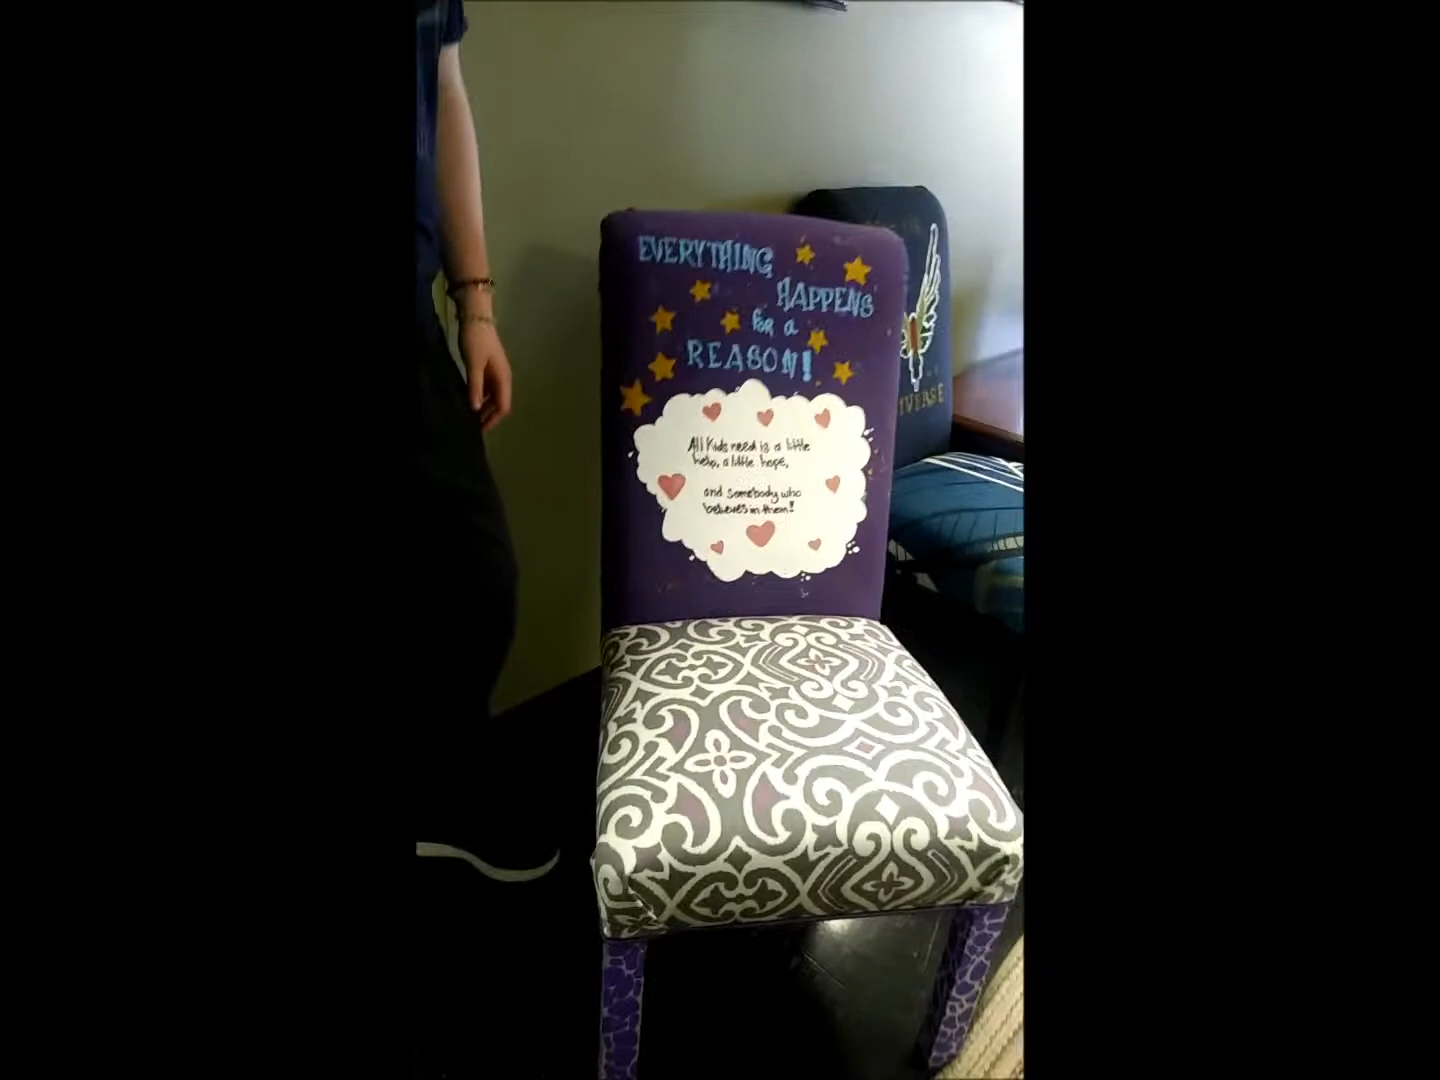 EVERYTHING
HAPPENS
for a
REASON!
All Kids need is a little
help, a little hope,
and somebody who
believes in them!